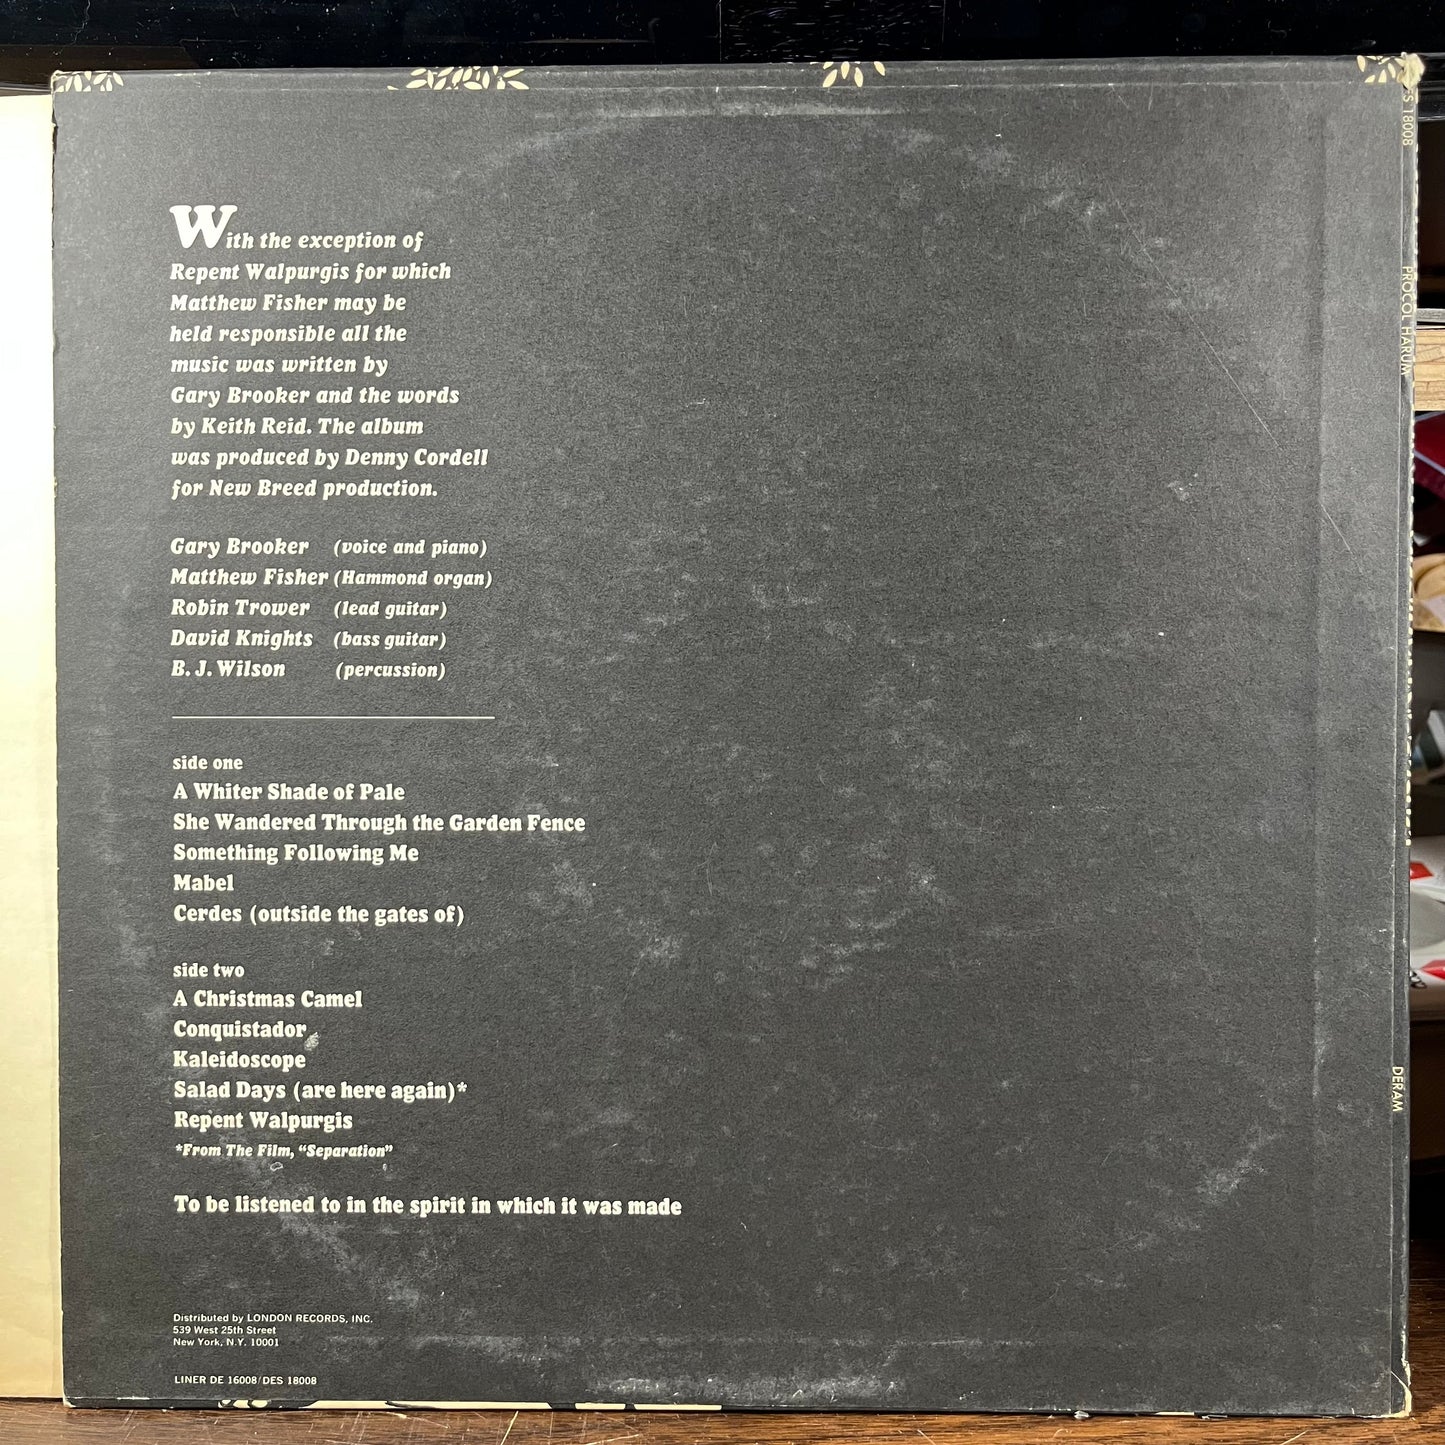 With the exception of
Repent Walpurgis for which
Matthew Fisher may be
held responsible all the
music was written by
Gary Brooker and the words
by Keith Reid. The album
was produced by Denny Cordell
for New Breed production.
Gary Brooker (voice and piano)
Matthew Fisher (Hammond organ)
Robin Trower (lead guitar)
David Knights (bass guitar)
B. J. Wilson (percussion)
side one
A Whiter Shade of Pale
She Wandered Through the Garden Fence
Something Following Me
Mabel
Cerdes (outside the gates of)
side two
A Christmas Camel
Conquistador
Kaleidoscope
Salad Days (are here again)*
Repent Walpurgis
*From The Film, “Separation”
To be listened to in the spirit in which it was made
Distributed by LONDON RECORDS, INC.
539 West 25th Street
New York, N.Y. 10001
LINER DE 16008/DES 18008
S 18008
PROCOL HARUM
DERAM